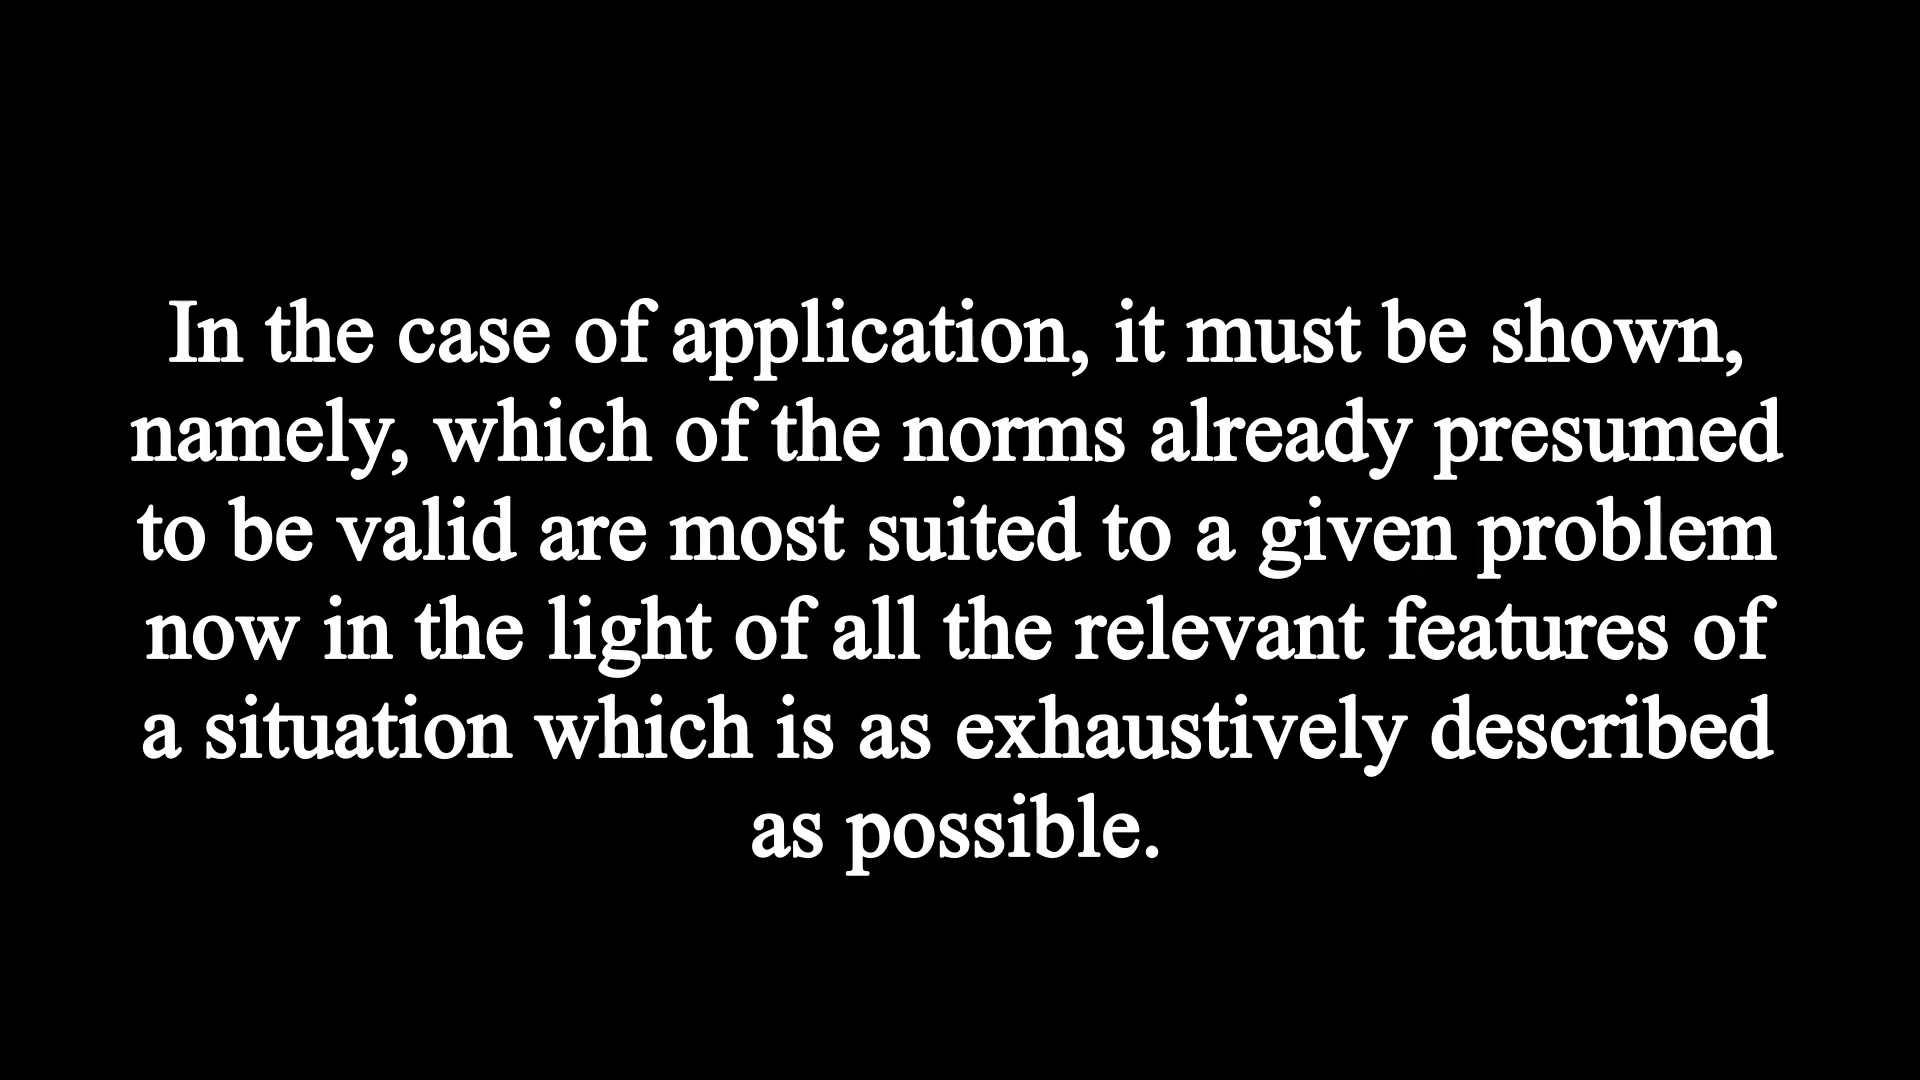 In the case of application, it must be shown,
namely, which of the norms already presumed
to be valid are most suited to a given problem
now in the light of all the relevant features of
a situation which is as exhaustively described
as possible.